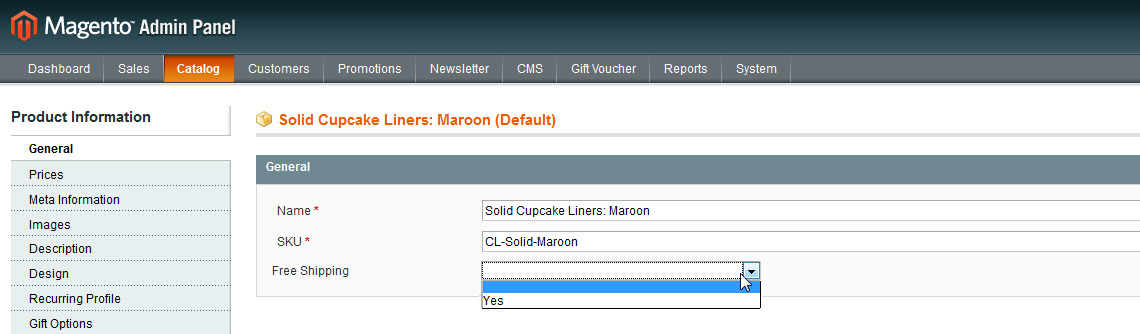 Magento™ Admin Panel
Dashboard Sales Catalog Customers Promotions Newsletter CMS Gift Voucher Reports System
Product Information
General
Prices
Meta Information
Images
Description
Design
Recurring Profile
Gift Options
Solid Cupcake Liners: Maroon (Default)
General
Name * Solid Cupcake Liners: Maroon
SKU * CL-Solid-Maroon
Free Shipping
Yes